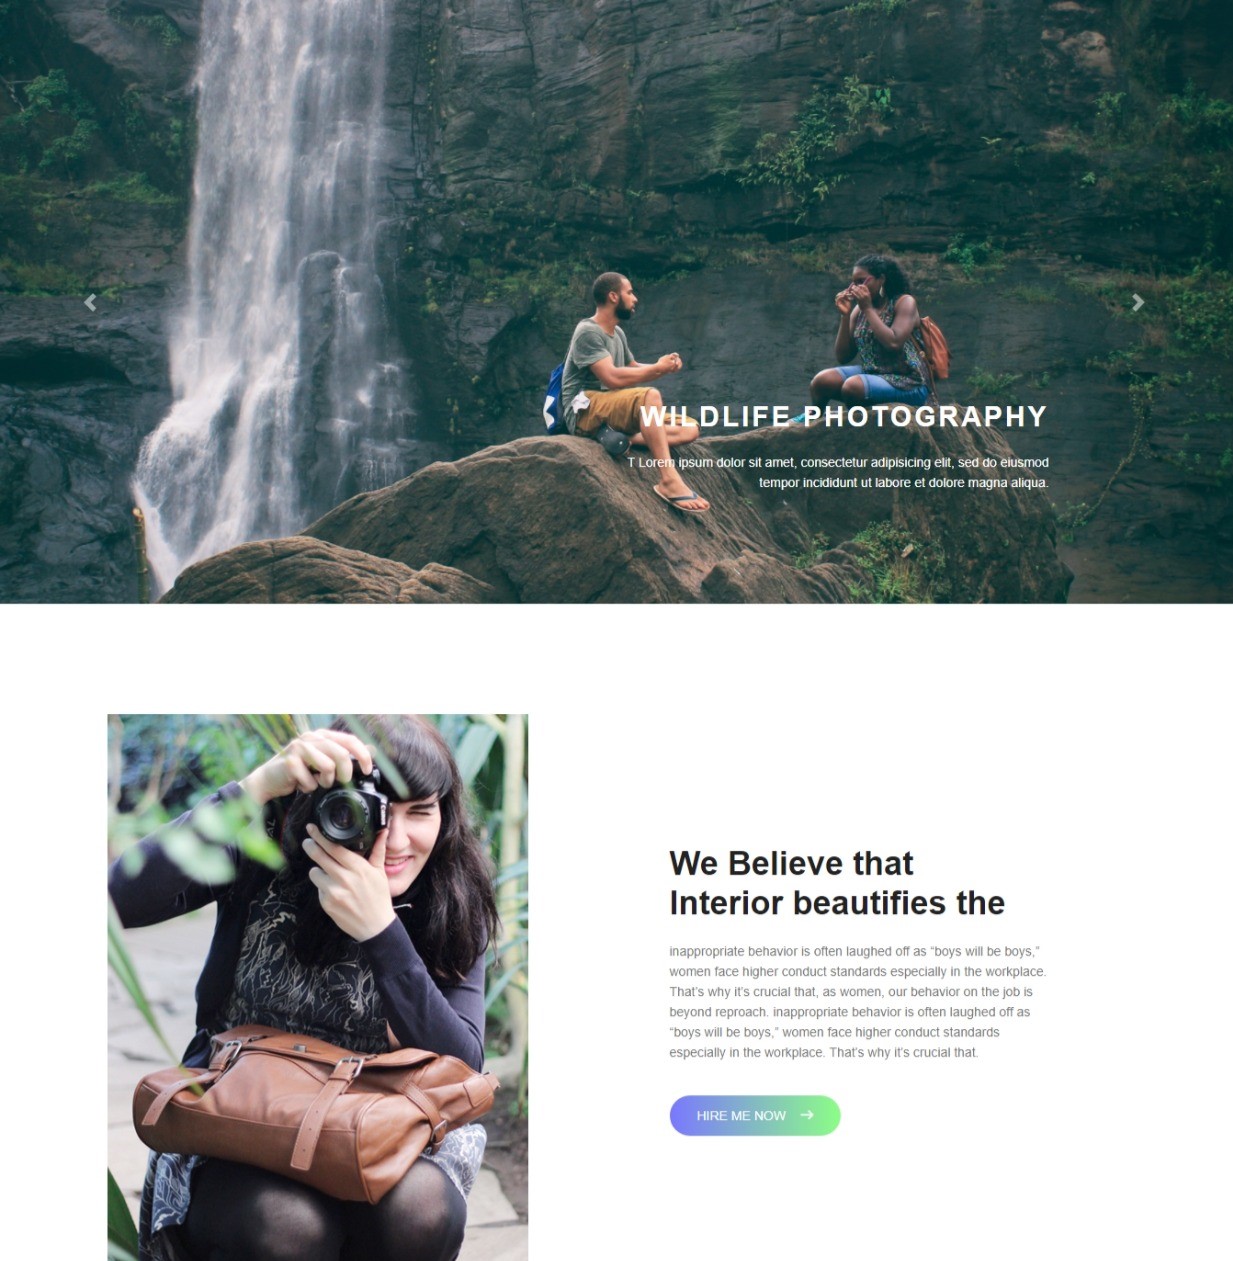 WILDLIFE PHOTOGRAPHY
T Lorem ipsum dolor sit amet, consectetur adipisicing elit, sed do eiusmod
tempor incididunt ut labore et dolore magna aliqua.
We Believe that
Interior beautifies the
inappropriate behavior is often laughed off as “boys will be boys,”
women face higher conduct standards especially in the workplace.
That’s why it’s crucial that, as women, our behavior on the job is
beyond reproach. inappropriate behavior is often laughed off as
“boys will be boys,” women face higher conduct standards
especially in the workplace. That’s why it’s crucial that.
HIRE ME NOW